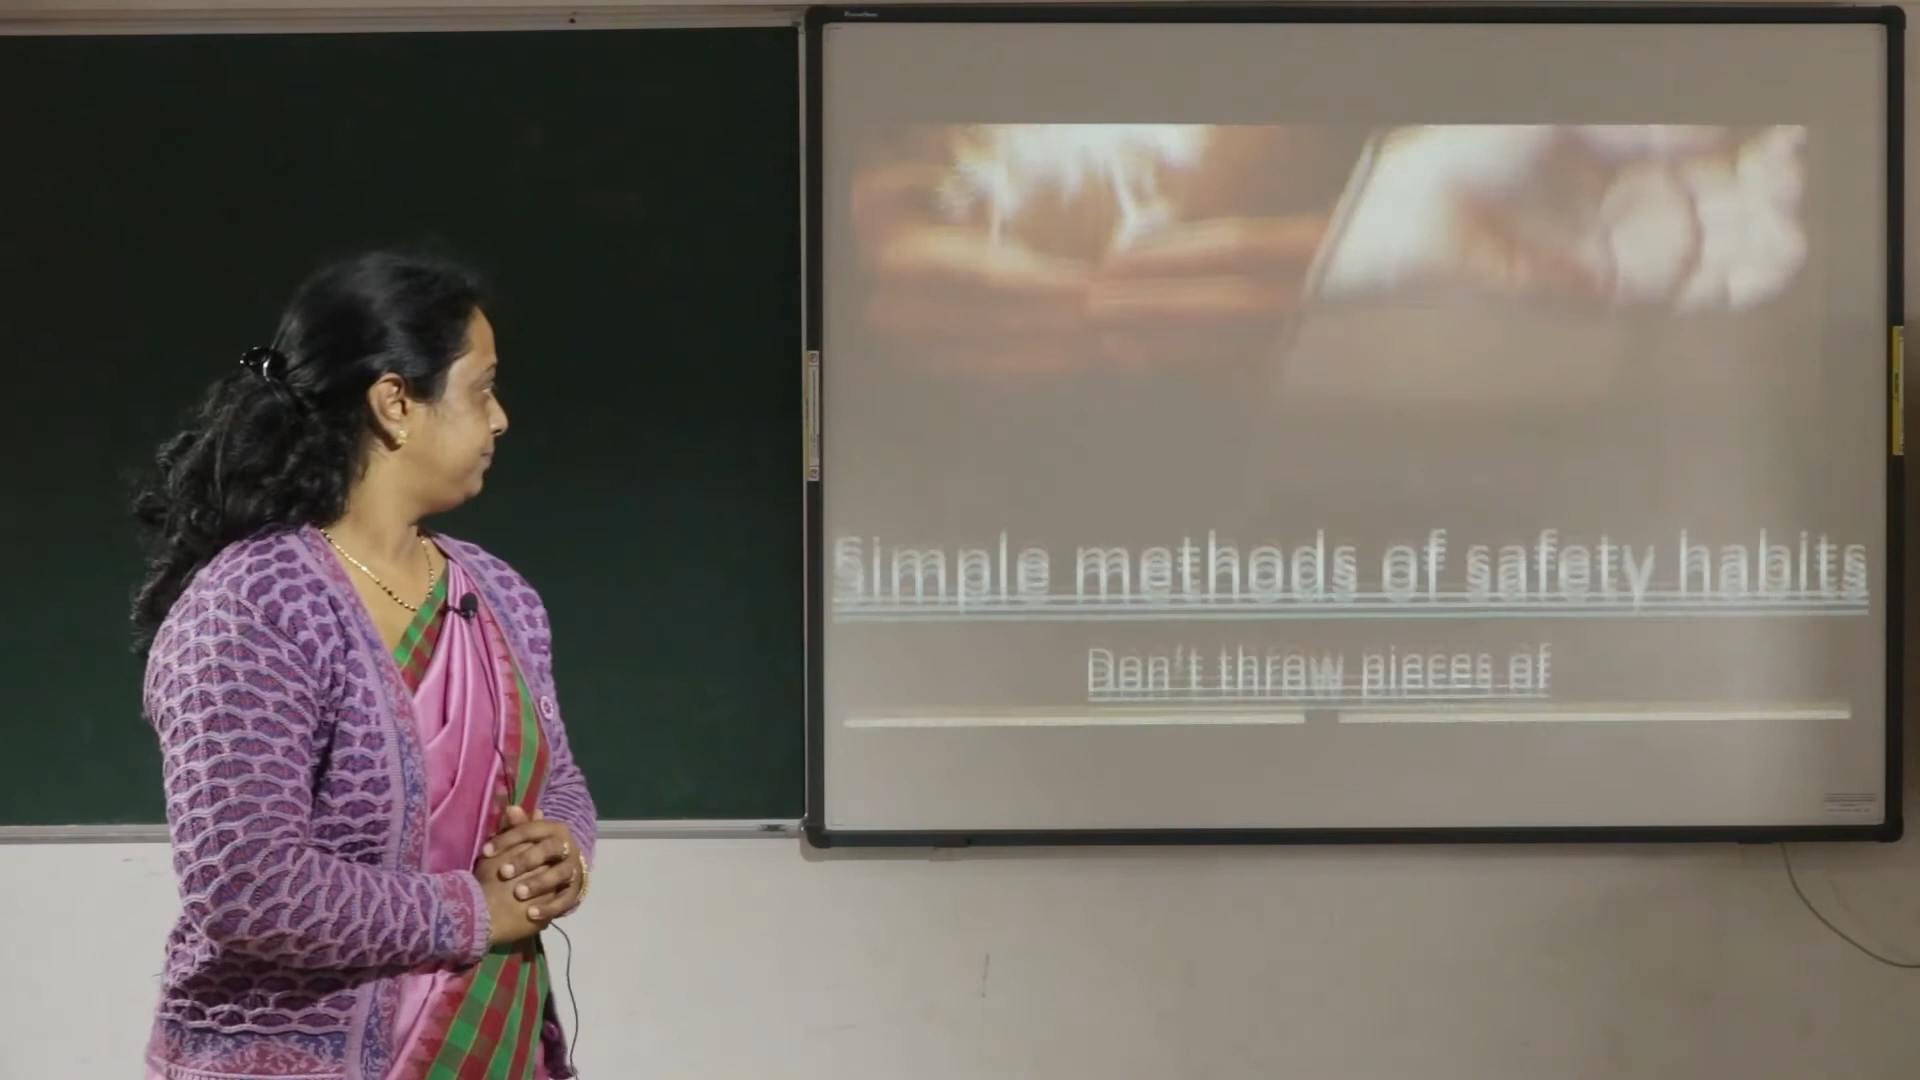 Simple methods of safety habits
Don't throw pieces of